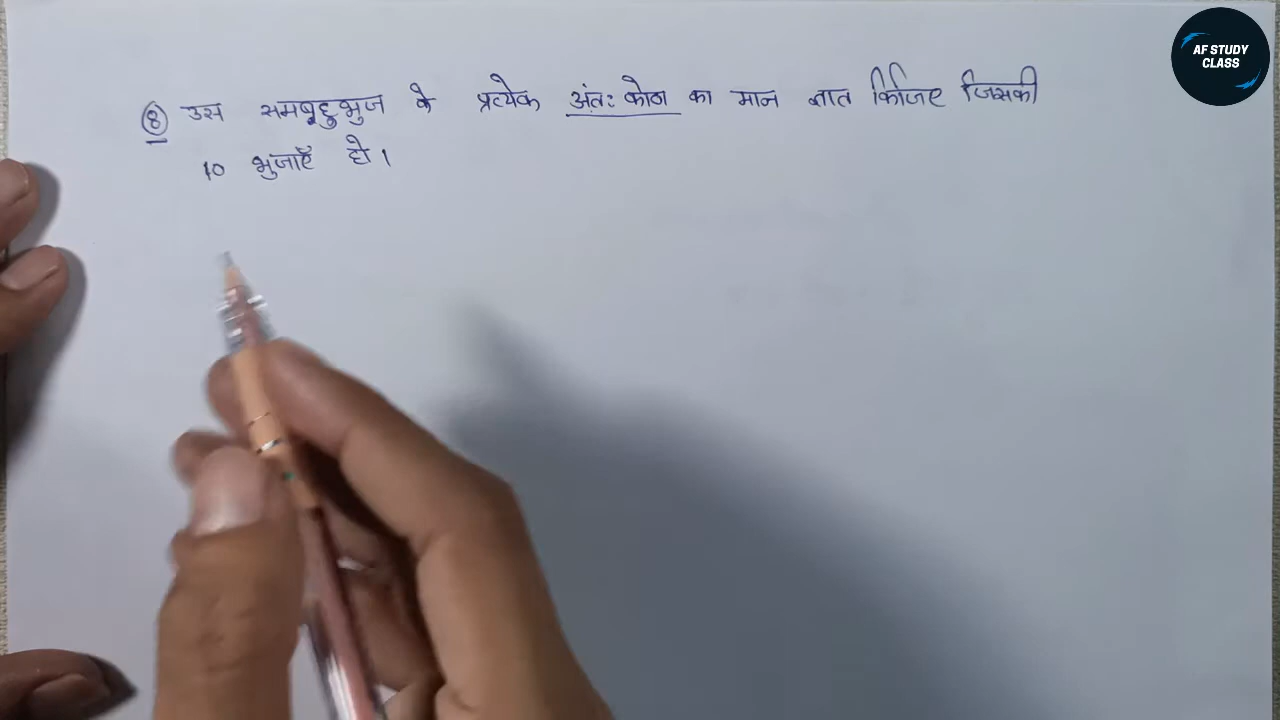 AF STUDY
CLASS
⑧ उस समबहुभुज के प्रत्येक अंतः कोण का मान ज्ञात किजिए जिसकी
10 भुजाएँ हो।